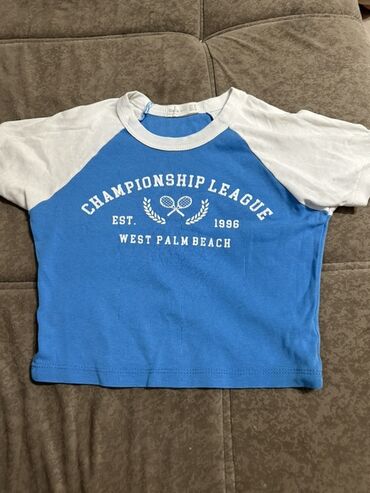 CHAMPIONSHIP LEAGUE
EST. 1996
WEST PALM BEACH